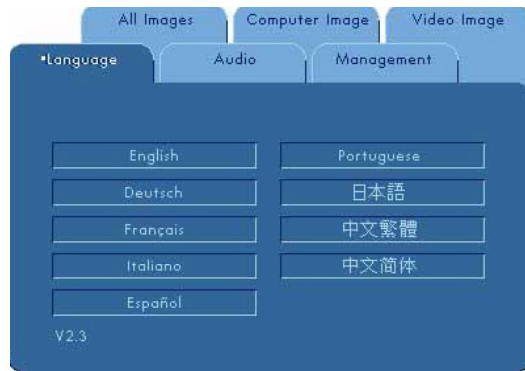 All Images Computer Image Video Image
Language Audio Management
English Portuguese
Deutsch 日本語
Français 中文繁體
Italiano 中文简体
Español
V2.3